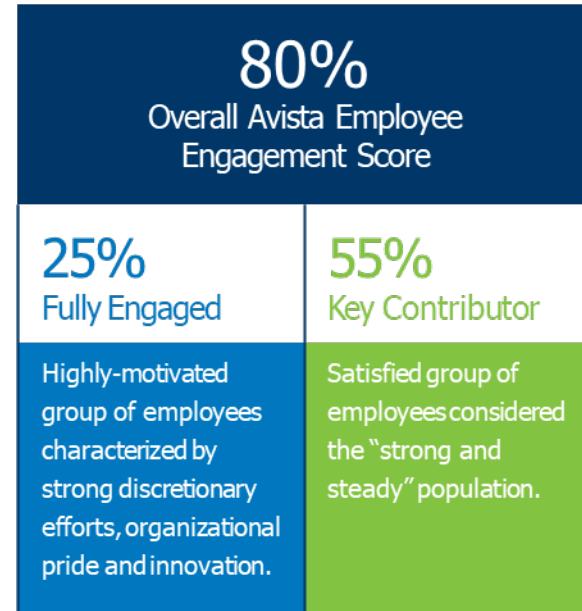 80%
Overall Avista Employee
Engagement Score
25%
Fully Engaged
Highly-motivated
group of employees
characterized by
strong discretionary
efforts, organizational
pride and innovation.
55%
Key Contributor
Satisfied group of
employees considered
the “strong and
steady” population.